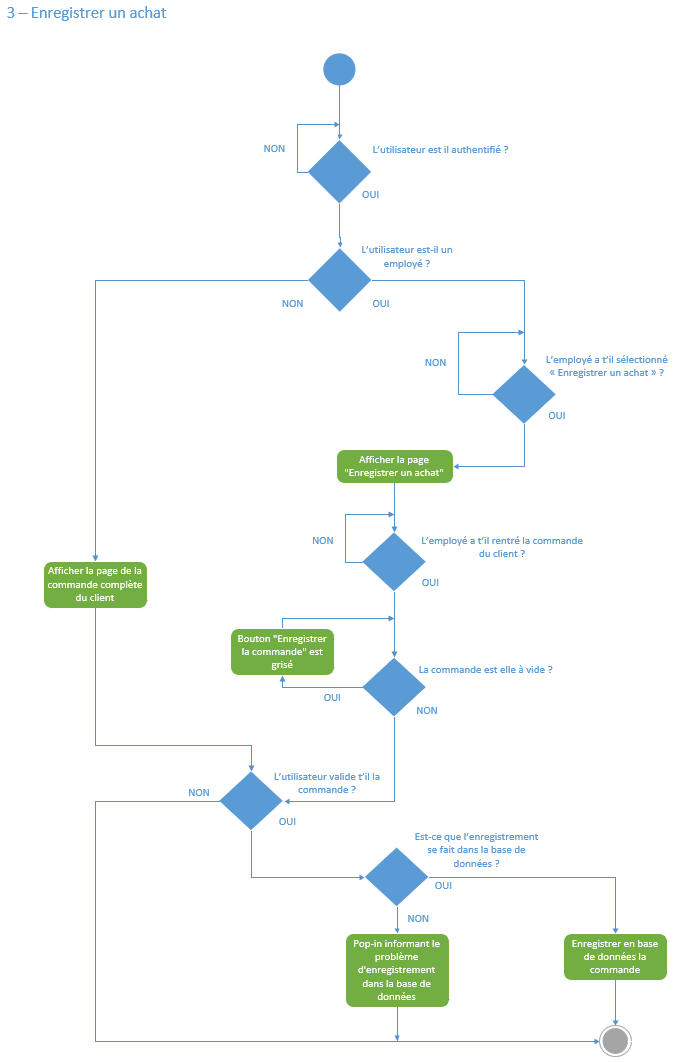 3 – Enregistrer un achat
NON
L'utilisateur est il authentifié ?
OUI
L'utilisateur est-il un
employé ?
NON
OUI
NON
L'employé a t'il sélectionné
« Enregistrer un achat » ?
OUI
Afficher la page
"Enregistrer un achat"
NON
L'employé a t'il rentré la commande
du client ?
OUI
Afficher la page de la
commande complète
du client
Bouton "Enregistrer
la commande" est
grisé
La commande est elle à vide ?
OUI
NON
L'utilisateur valide t'il la
commande ?
NON
OUI
Est-ce que l'enregistrement
se fait dans la base de
données ?
OUI
NON
Pop-in informant le
problème
d'enregistrement
dans la base de
données
Enregistrer en base
de données la
commande